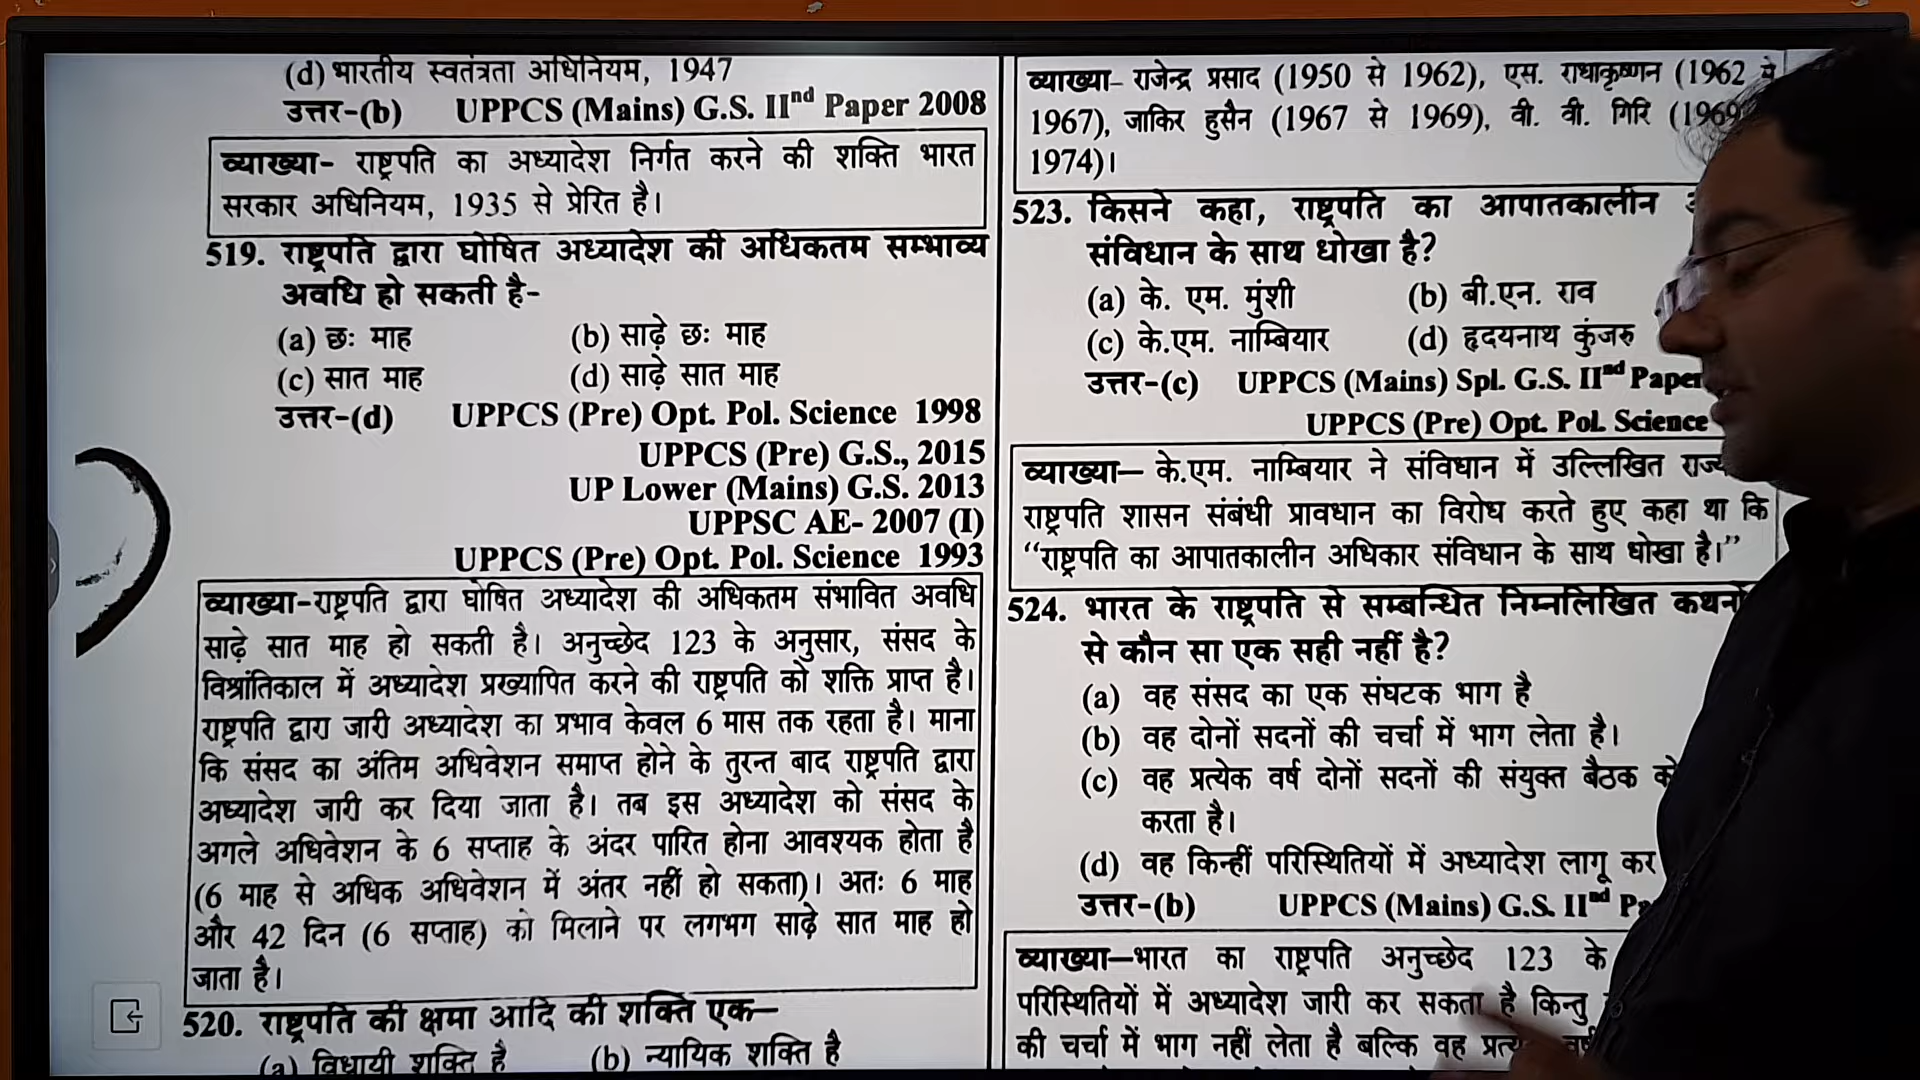 (d) भारतीय स्वतंत्रता अधिनियम, 1947
उत्तर-(b) UPPCS (Mains) G.S. IInd Paper 2008
व्याख्या- राष्ट्रपति का अध्यादेश निर्गत करने की शक्ति भारत
सरकार अधिनियम, 1935 से प्रेरित है।
519. राष्ट्रपति द्वारा घोषित अध्यादेश की अधिकतम सम्भाव्य
अवधि हो सकती है-
(a) छः माह (b) साढ़े छः माह
(c) सात माह (d) साढ़े सात माह
उत्तर-(d) UPPCS (Pre) Opt. Pol. Science 1998
UPPCS (Pre) G.S., 2015
UP Lower (Mains) G.S. 2013
UPPSC AE- 2007 (I)
UPPCS (Pre) Opt. Pol. Science 1993
व्याख्या-राष्ट्रपति द्वारा घोषित अध्यादेश की अधिकतम संभावित अवधि
साढ़े सात माह हो सकती है। अनुच्छेद 123 के अनुसार, संसद के
विश्रांतिकाल में अध्यादेश प्रख्यापित करने की राष्ट्रपति को शक्ति प्राप्त है।
राष्ट्रपति द्वारा जारी अध्यादेश का प्रभाव केवल 6 मास तक रहता है। माना
कि संसद का अंतिम अधिवेशन समाप्त होने के तुरन्त बाद राष्ट्रपति द्वारा
अध्यादेश जारी कर दिया जाता है। तब इस अध्यादेश को संसद के
अगले अधिवेशन के 6 सप्ताह के अंदर पारित होना आवश्यक होता है
(6 माह से अधिक अधिवेशन में अंतर नहीं हो सकता)। अतः 6 माह
और 42 दिन (6 सप्ताह) को मिलाने पर लगभग साढ़े सात माह हो
जाता है।
520. राष्ट्रपति की क्षमा आदि की शक्ति एक–
(a) विधायी शक्ति है (b) न्यायिक शक्ति है
व्याख्या- राजेन्द्र प्रसाद (1950 से 1962), एस. राधाकृष्णन (1962 से
1967), जाकिर हुसैन (1967 से 1969), वी. वी. गिरि (1969
1974)।
523. किसने कहा, राष्ट्रपति का आपातकालीन
संविधान के साथ धोखा है?
(a) के. एम. मुंशी (b) बी.एन. राव
(c) के.एम. नाम्बियार (d) हृदयनाथ कुंजरु
उत्तर-(c) UPPCS (Mains) Spl. G.S. IInd Paper
UPPCS (Pre) Opt. Pol. Science
व्याख्या– के.एम. नाम्बियार ने संविधान में उल्लिखित
राष्ट्रपति शासन संबंधी प्रावधान का विरोध करते हुए कहा था कि
“राष्ट्रपति का आपातकालीन अधिकार संविधान के साथ धोखा है।”
524. भारत के राष्ट्रपति से सम्बन्धित निम्नलिखित कथनों
से कौन सा एक सही नहीं है?
(a) वह संसद का एक संघटक भाग है
(b) वह दोनों सदनों की चर्चा में भाग लेता है।
(c) वह प्रत्येक वर्ष दोनों सदनों की संयुक्त बैठक को
करता है।
(d) वह किन्हीं परिस्थितियों में अध्यादेश लागू कर
उत्तर-(b) UPPCS (Mains) G.S. IInd
व्याख्या–भारत का राष्ट्रपति अनुच्छेद 123 के
परिस्थितियों में अध्यादेश जारी कर सकता है किन्तु
की चर्चा में भाग नहीं लेता है बल्कि वह